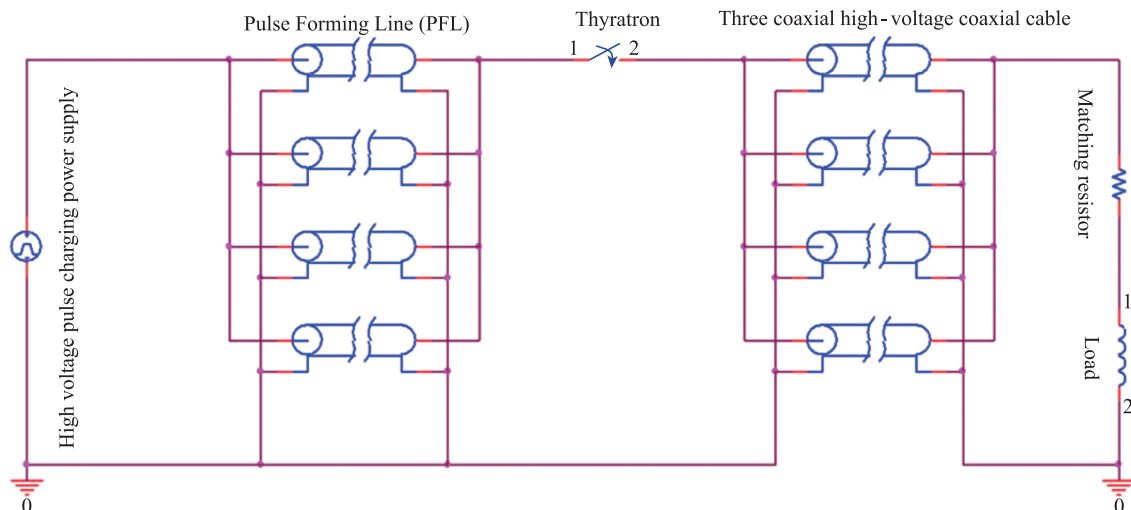 Pulse Forming Line (PFL)
Thyratron
Three coaxial high-voltage coaxial cable
1
2
High voltage pulse charging power supply
Matching resistor
1
Load
2
0
0